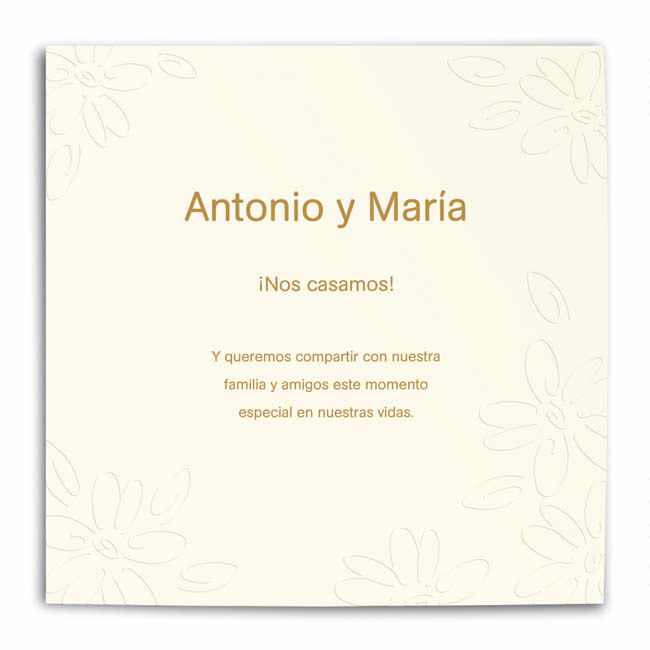 Antonio y María
¡Nos casamos!
Y queremos compartir con nuestra
familia y amigos este momento
especial en nuestras vidas.